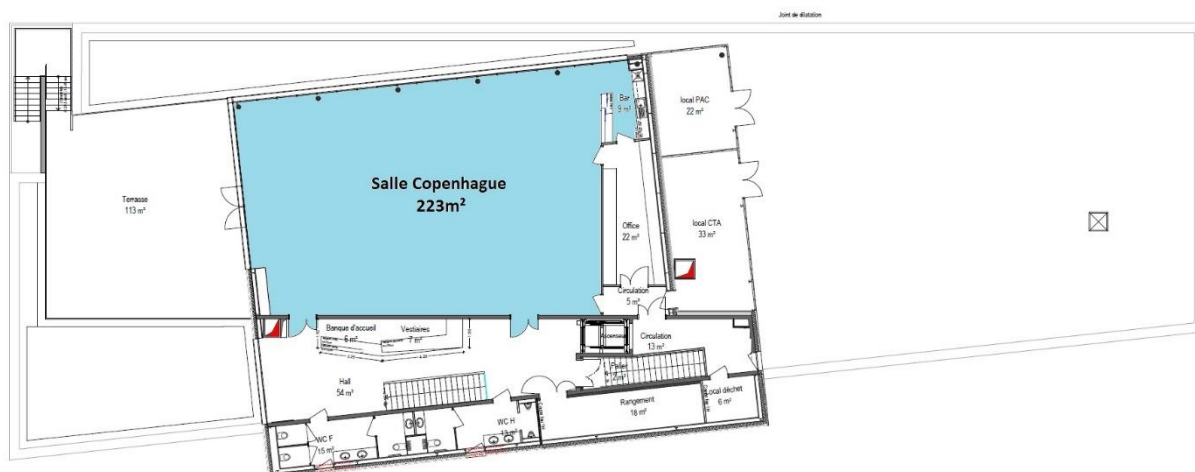 Joint de dilatation
Bar
9 m²
local PAC
22 m²
Salle Copenhague
223m²
Terrasse
113 m²
Office
22 m²
local CTA
33 m²
Circulation
5 m²
Banque d'accueil
6 m²
Vestiaires
7 m²
Circulation
13 m²
Palier
Hall
54 m²
Rangement
18 m²
Local déchet
6 m²
WC F
15 m²
WC H
13 m²